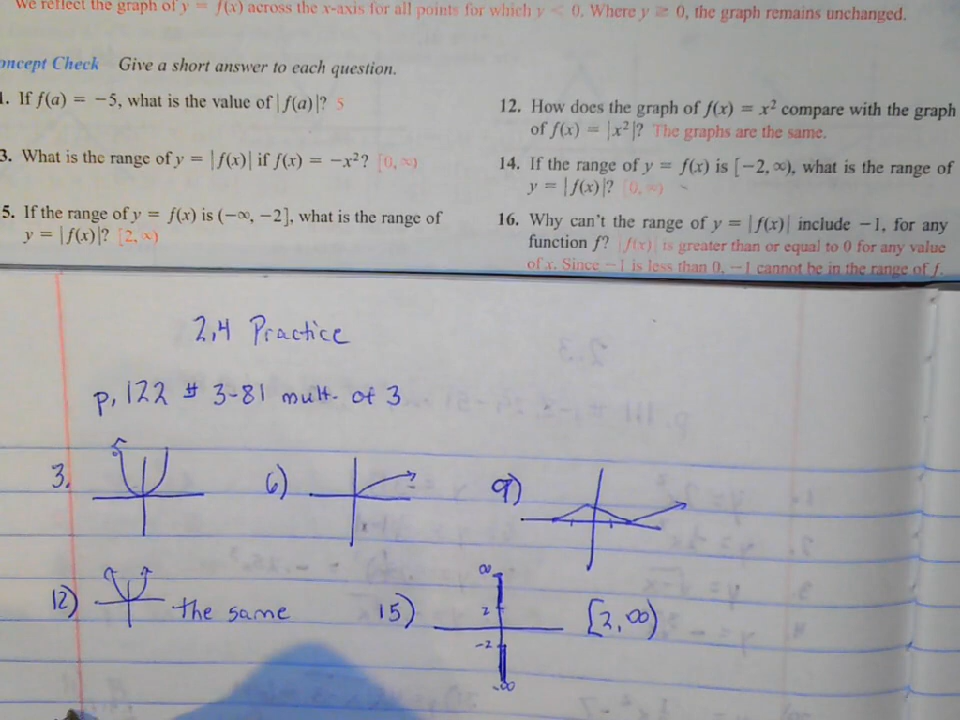 We reflect the graph of y = f(x) across the x-axis for all points for which y < 0. Where y ≥ 0, the graph remains unchanged.
oncept Check Give a short answer to each question.
1. If f(a) = −5, what is the value of |f(a)|? 5
12. How does the graph of f(x) = x² compare with the graph
of f(x) = |x²|? The graphs are the same.
3. What is the range of y = |f(x)| if f(x) = −x²? [0, ∞)
14. If the range of y = f(x) is [−2, ∞), what is the range of
y = |f(x)|? [0, ∞)
5. If the range of y = f(x) is (−∞, −2], what is the range of
y = |f(x)|? [2, ∞)
16. Why can't the range of y = |f(x)| include −1, for any
function f? |f(x)| is greater than or equal to 0 for any value
of x. Since −1 is less than 0, −1 cannot be in the range of f.
2.4 Practice
p. 122 # 3-81 mult. of 3
3.
6)
9)
12) the same
15) ∞ 2 -2 -∞ [2, ∞)